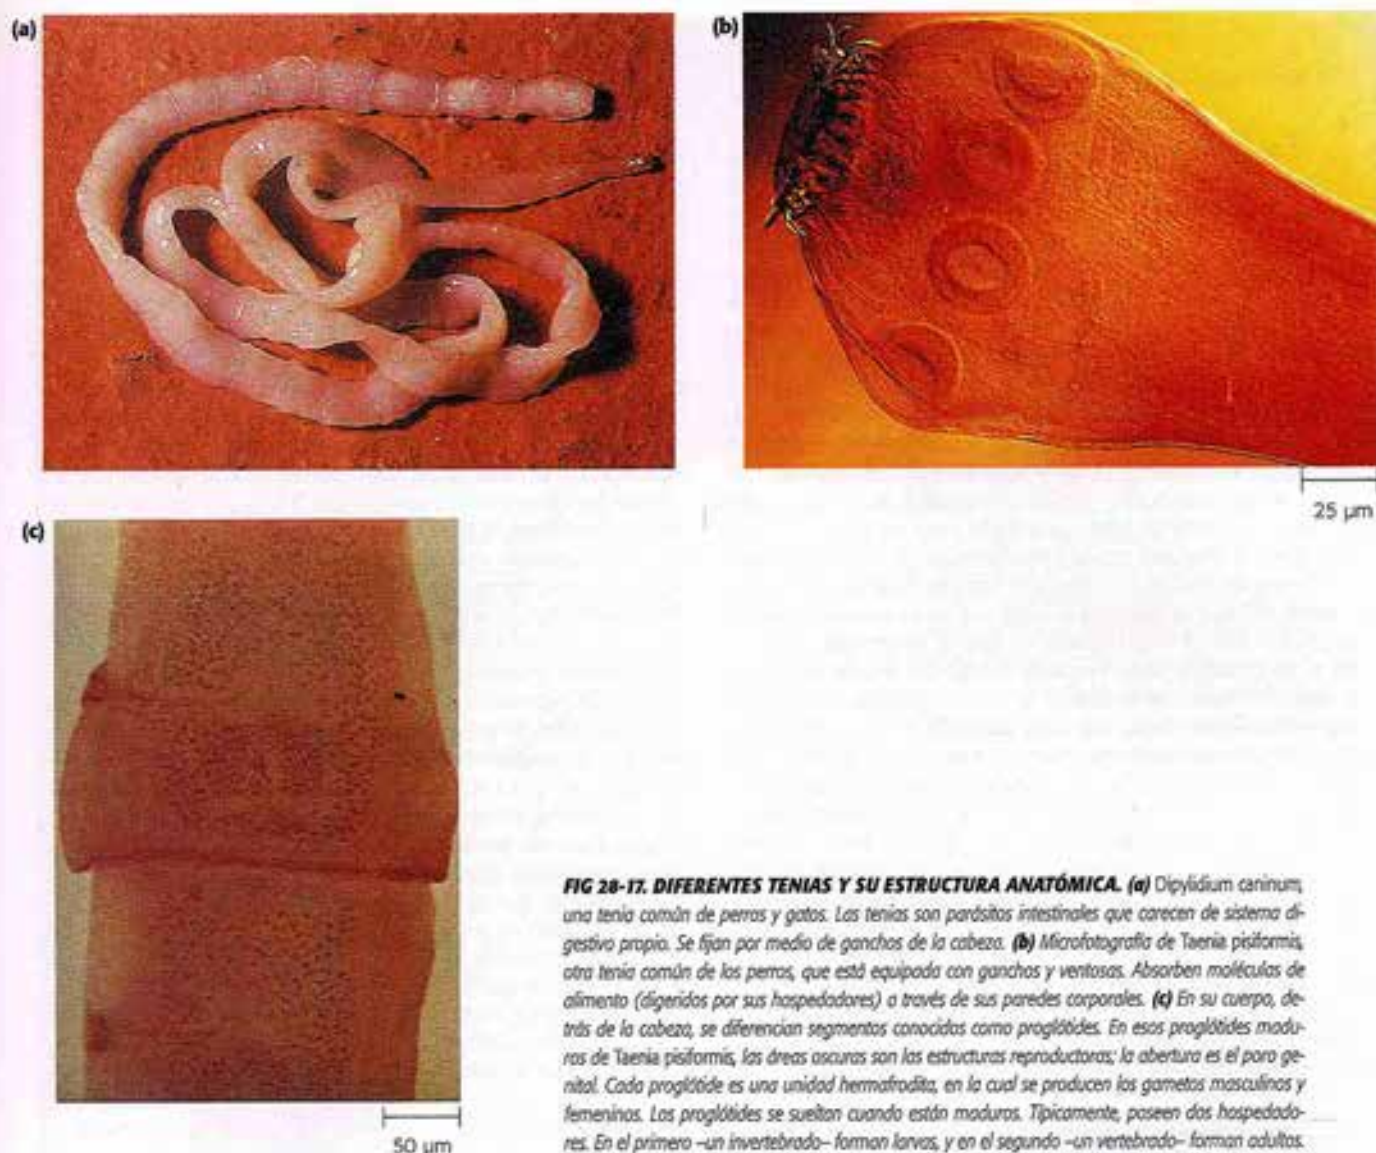 (a)
(b)
25 µm
(c)
50 µm
FIG 28-17. DIFERENTES TENIAS Y SU ESTRUCTURA ANATÓMICA. (a) Dipylidium caninum,
una tenia común de perros y gatos. Las tenias son parásitos intestinales que carecen de sistema di-
gestivo propio. Se fijan por medio de ganchos de la cabeza. (b) Microfotografía de Taenia pisiformis,
otra tenia común de los perros, que está equipada con ganchos y ventosas. Absorben moléculas de
alimento (digeridos por sus hospedadores) a través de sus paredes corporales. (c) En su cuerpo, de-
trás de la cabeza, se diferencian segmentos conocidos como proglótides. En esos proglótides madu-
ros de Taenia pisiformis, las áreas oscuras son las estructuras reproductoras; la abertura es el poro ge-
nital. Cada proglótide es una unidad hermafrodita, en la cual se producen los gametos masculinos y
femeninos. Los proglótides se sueltan cuando están maduros. Típicamente, poseen dos hospedado-
res. En el primero –un invertebrado– forman larvas, y en el segundo –un vertebrado– forman adultos.